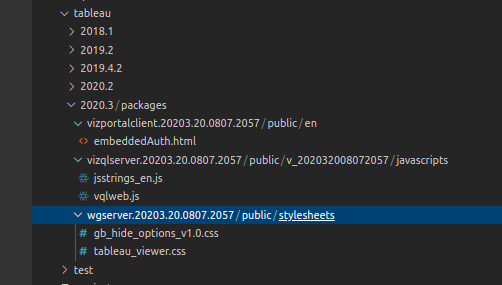 tableau
2018.1
2019.2
2019.4.2
2020.2
2020.3/packages
vizportalclient.20203.20.0807.2057/public/en
<> embeddedAuth.html
vizqlserver.20203.20.0807.2057/public/v_202032008072057/javascripts
jsstrings_en.js
vqlweb.js
wgserver.20203.20.0807.2057/public/stylesheets
# gb_hide_options_v1.0.css
# tableau_viewer.css
test